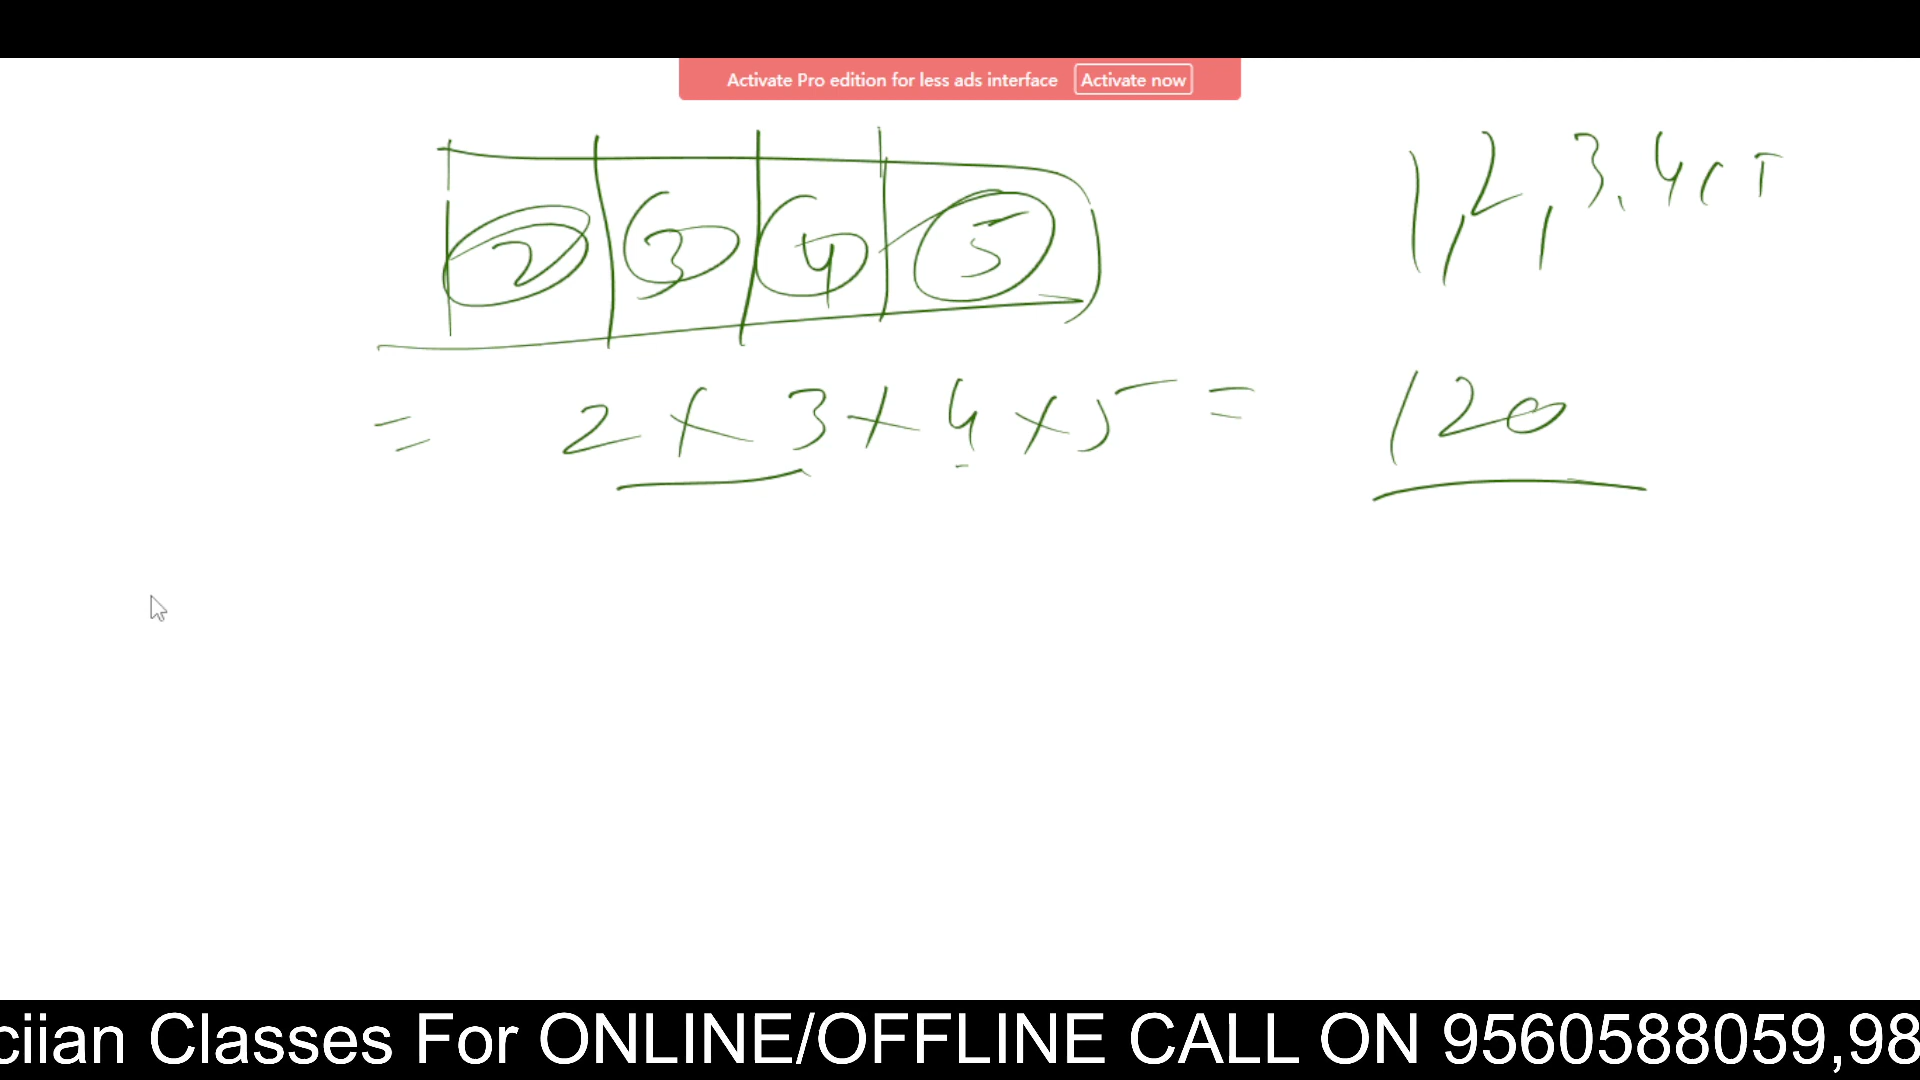 Activate Pro edition for less ads interface Activate now
2 3 4 5
1, 2, 3, 4, 5
= 2 × 3 × 4 × 5 = 120
ciian Classes For ONLINE/OFFLINE CALL ON 9560588059,98